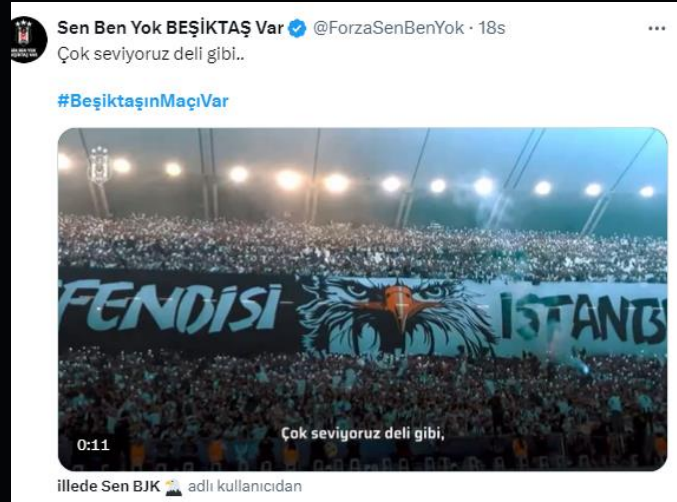 Sen Ben Yok BEŞİKTAŞ Var @ForzaSenBenYok · 18s
Çok seviyoruz deli gibi..
#BeşiktaşınMaçıVar
FENDİSİ
İSTANB
Çok seviyoruz deli gibi,
0:11
illede Sen BJK adlı kullanıcıdan